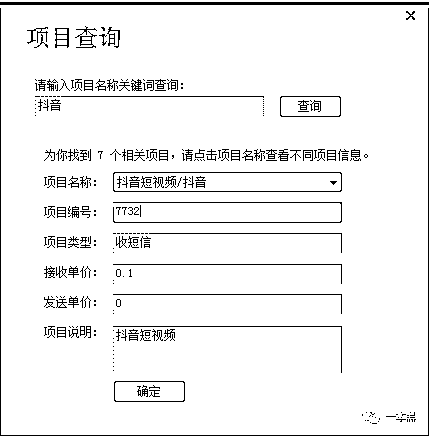 项目查询
请输入项目名称关键词查询：
抖音 查询
为你找到 7 个相关项目，请点击项目名称查看不同项目信息。
项目名称： 抖音短视频/抖音
项目编号： 7732
项目类型： 收短信
接收单价： 0.1
发送单价： 0
项目说明： 抖音短视频
确定